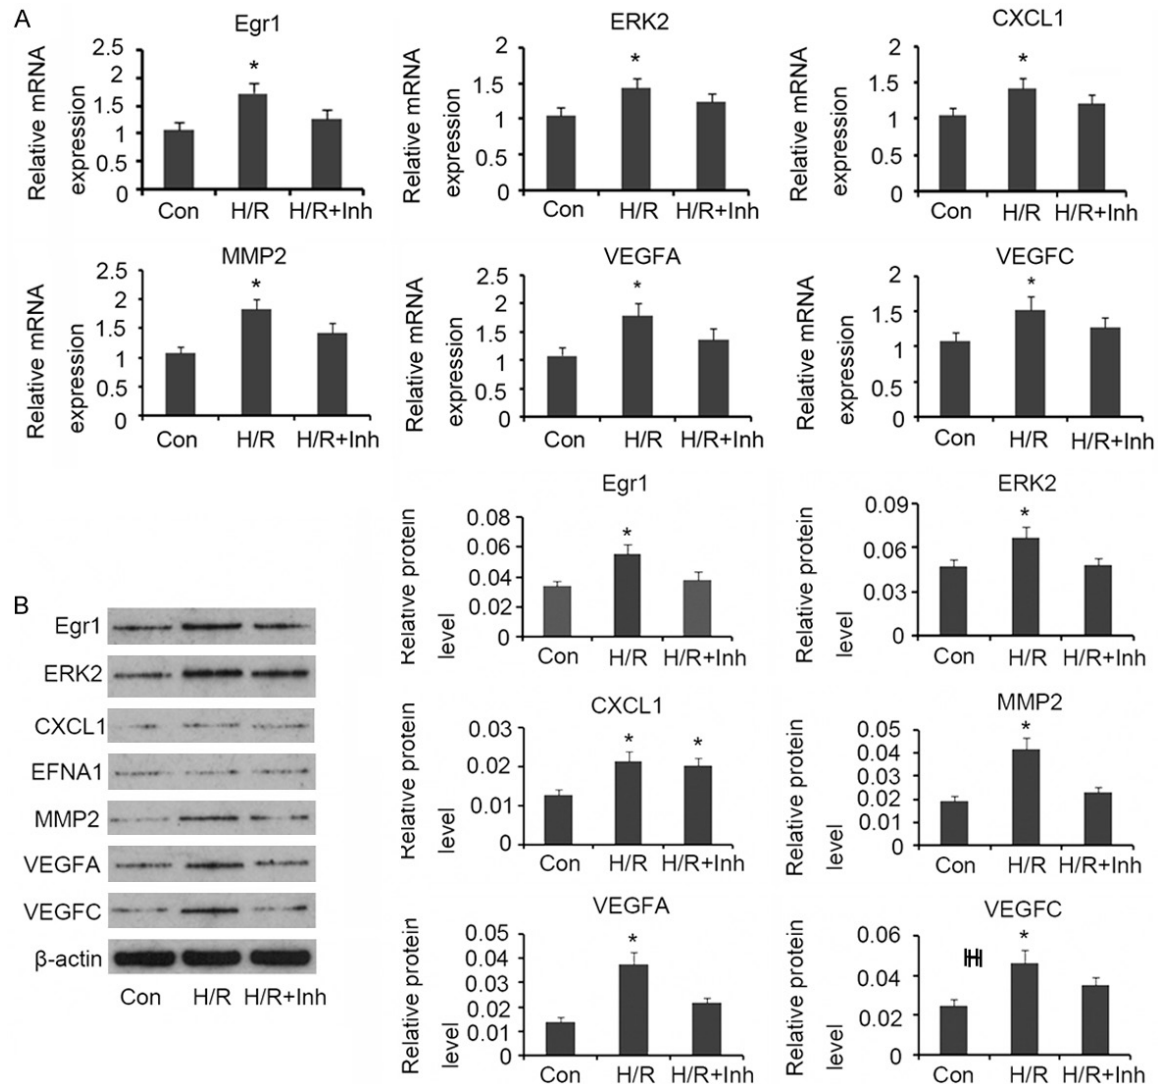 A
Egr1
Relative mRNA
expression
2.5
2
1.5
1
0.5
0
*
Con H/R H/R+Inh
ERK2
Relative mRNA
expression
2
1.5
1
0.5
0
*
Con H/R H/R+Inh
CXCL1
Relative mRNA
expression
2
1.5
1
0.5
0
*
Con H/R H/R+Inh
MMP2
Relative mRNA
expression
2.5
2
1.5
1
0.5
0
*
Con H/R H/R+Inh
VEGFA
Relative mRNA
expression
2.5
2
1.5
1
0.5
0
*
Con H/R H/R+Inh
VEGFC
Relative mRNA
expression
2
1.5
1
0.5
0
*
Con H/R H/R+Inh
B
Egr1
ERK2
CXCL1
EFNA1
MMP2
VEGFA
VEGFC
β-actin
Con H/R H/R+Inh
Egr1
Relative protein
level
0.08
0.06
0.04
0.02
0
*
Con H/R H/R+Inh
ERK2
Relative protein
level
0.09
0.06
0.03
0
*
Con H/R H/R+Inh
CXCL1
Relative protein
level
0.03
0.02
0.01
0
* *
Con H/R H/R+Inh
MMP2
Relative protein
level
0.05
0.04
0.03
0.02
0.01
0
*
Con H/R H/R+Inh
VEGFA
Relative protein
level
0.05
0.04
0.03
0.02
0.01
0
*
Con H/R H/R+Inh
VEGFC
Relative protein
level
0.06
0.04
0.02
0
*
Con H/R H/R+Inh